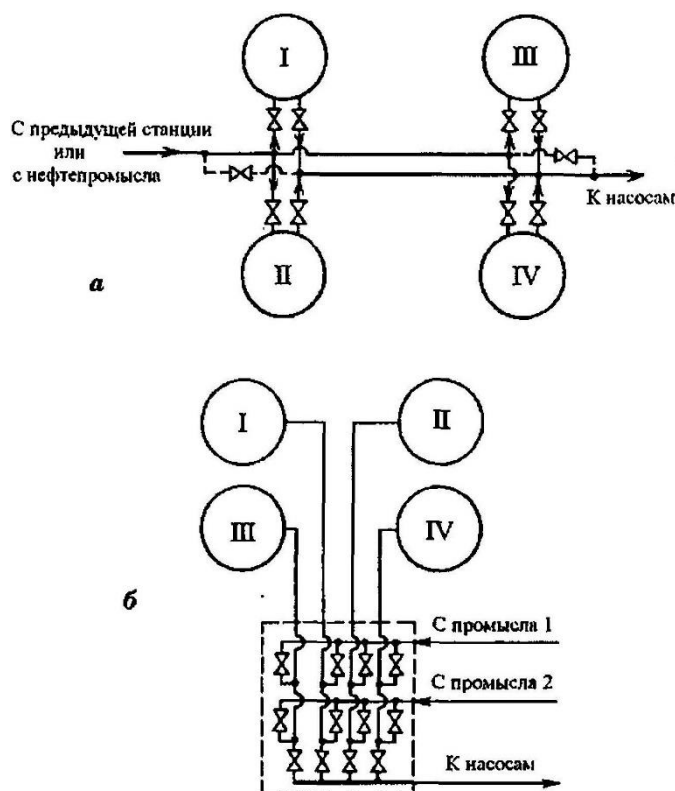 I
III
С предыдущей станции
или
с нефтепромысла
К насосам
а
II
IV
I
II
III
IV
б
С промысла 1
С промысла 2
К насосам